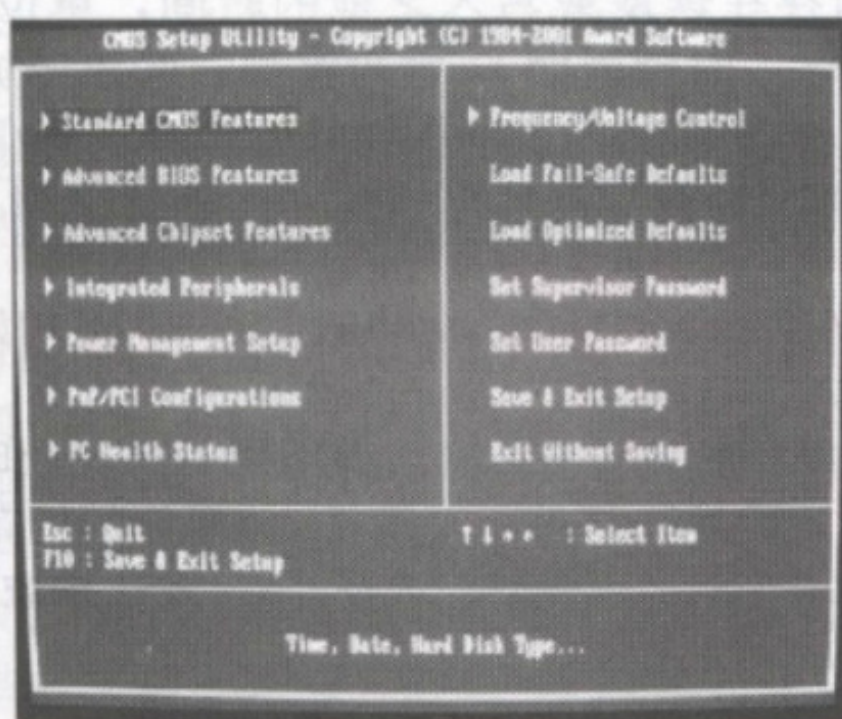 CMOS Setup Utility - Copyright (C) 1984-2001 Award Software
Standard CMOS Features
Advanced BIOS Features
Advanced Chipset Features
Integrated Peripherals
Power Management Setup
PnP/PCI Configurations
PC Health Status
Frequency/Voltage Control
Load Fail-Safe Defaults
Load Optimized Defaults
Set Supervisor Password
Set User Password
Save & Exit Setup
Exit Without Saving
Esc : Quit
F10 : Save & Exit Setup
↑ ↓ → ← : Select Item
Time, Date, Hard Disk Type...